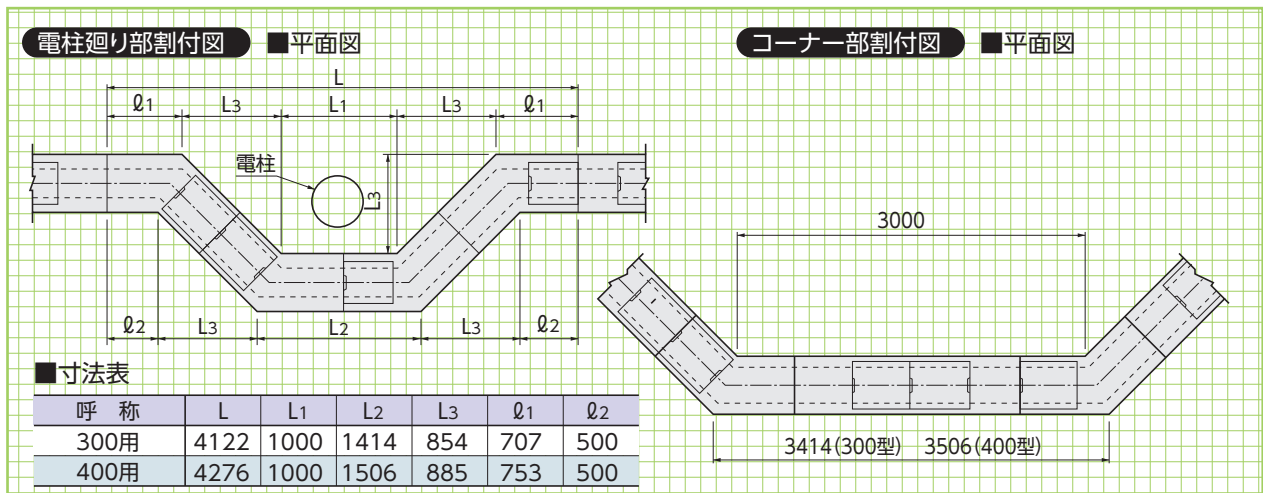 電柱廻り部割付図 ■平面図
L
ℓ1 L3 L1 L3 ℓ1
電柱
L3
ℓ2 L3 L2 L3 ℓ2
■寸法表
呼 称 L L1 L2 L3 ℓ1 ℓ2
300用 4122 1000 1414 854 707 500
400用 4276 1000 1506 885 753 500
コーナー部割付図 ■平面図
3000
3414(300型) 3506(400型)